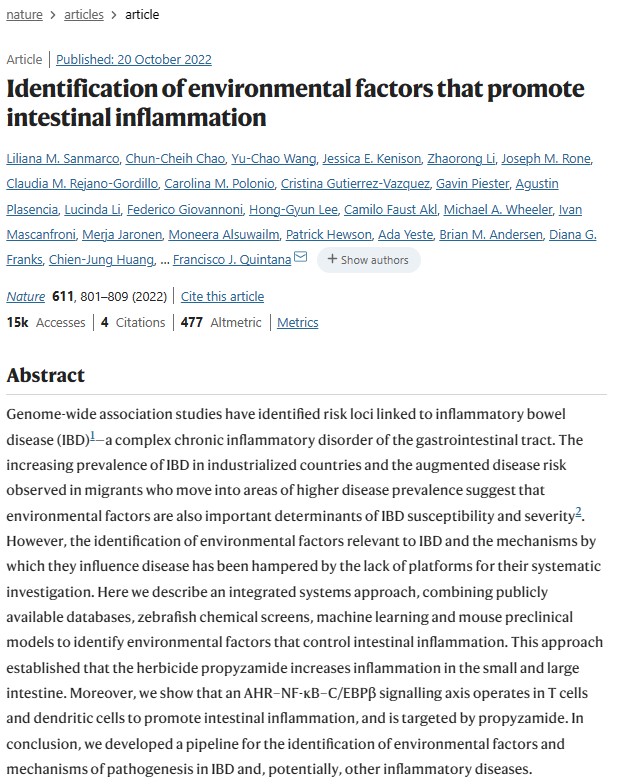 nature > articles > article
Article | Published: 20 October 2022
Identification of environmental factors that promote
intestinal inflammation
Liliana M. Sanmarco, Chun-Cheih Chao, Yu-Chao Wang, Jessica E. Kenison, Zhaorong Li, Joseph M. Rone,
Claudia M. Rejano-Gordillo, Carolina M. Polonio, Cristina Gutierrez-Vazquez, Gavin Piester, Agustin
Plasencia, Lucinda Li, Federico Giovannoni, Hong-Gyun Lee, Camilo Faust Akl, Michael A. Wheeler, Ivan
Mascanfroni, Merja Jaronen, Moneera Alsuwailm, Patrick Hewson, Ada Yeste, Brian M. Andersen, Diana G.
Franks, Chien-Jung Huang, … Francisco J. Quintana + Show authors
Nature 611, 801–809 (2022) | Cite this article
15k Accesses | 4 Citations | 477 Altmetric | Metrics
Abstract
Genome-wide association studies have identified risk loci linked to inflammatory bowel
disease (IBD)1—a complex chronic inflammatory disorder of the gastrointestinal tract. The
increasing prevalence of IBD in industrialized countries and the augmented disease risk
observed in migrants who move into areas of higher disease prevalence suggest that
environmental factors are also important determinants of IBD susceptibility and severity2.
However, the identification of environmental factors relevant to IBD and the mechanisms by
which they influence disease has been hampered by the lack of platforms for their systematic
investigation. Here we describe an integrated systems approach, combining publicly
available databases, zebrafish chemical screens, machine learning and mouse preclinical
models to identify environmental factors that control intestinal inflammation. This approach
established that the herbicide propyzamide increases inflammation in the small and large
intestine. Moreover, we show that an AHR–NF-κB–C/EBPβ signalling axis operates in T cells
and dendritic cells to promote intestinal inflammation, and is targeted by propyzamide. In
conclusion, we developed a pipeline for the identification of environmental factors and
mechanisms of pathogenesis in IBD and, potentially, other inflammatory diseases.